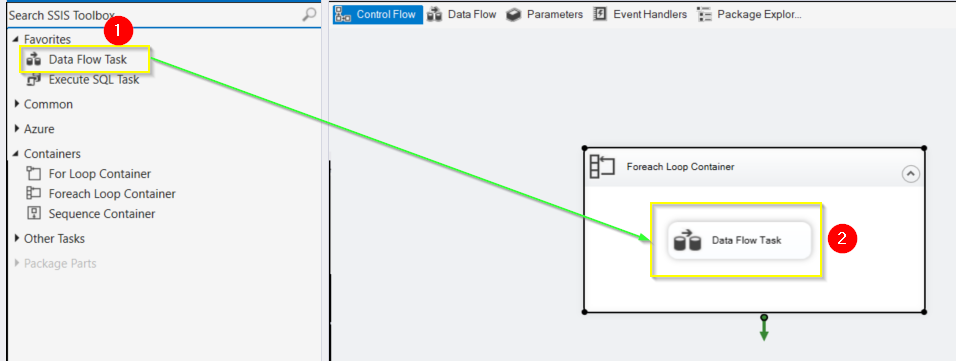 Search SSIS Toolbox
1
Favorites
Data Flow Task
Execute SQL Task
Common
Azure
Containers
For Loop Container
Foreach Loop Container
Sequence Container
Other Tasks
Package Parts
Control Flow Data Flow Parameters Event Handlers Package Explor...
Foreach Loop Container
Data Flow Task
2